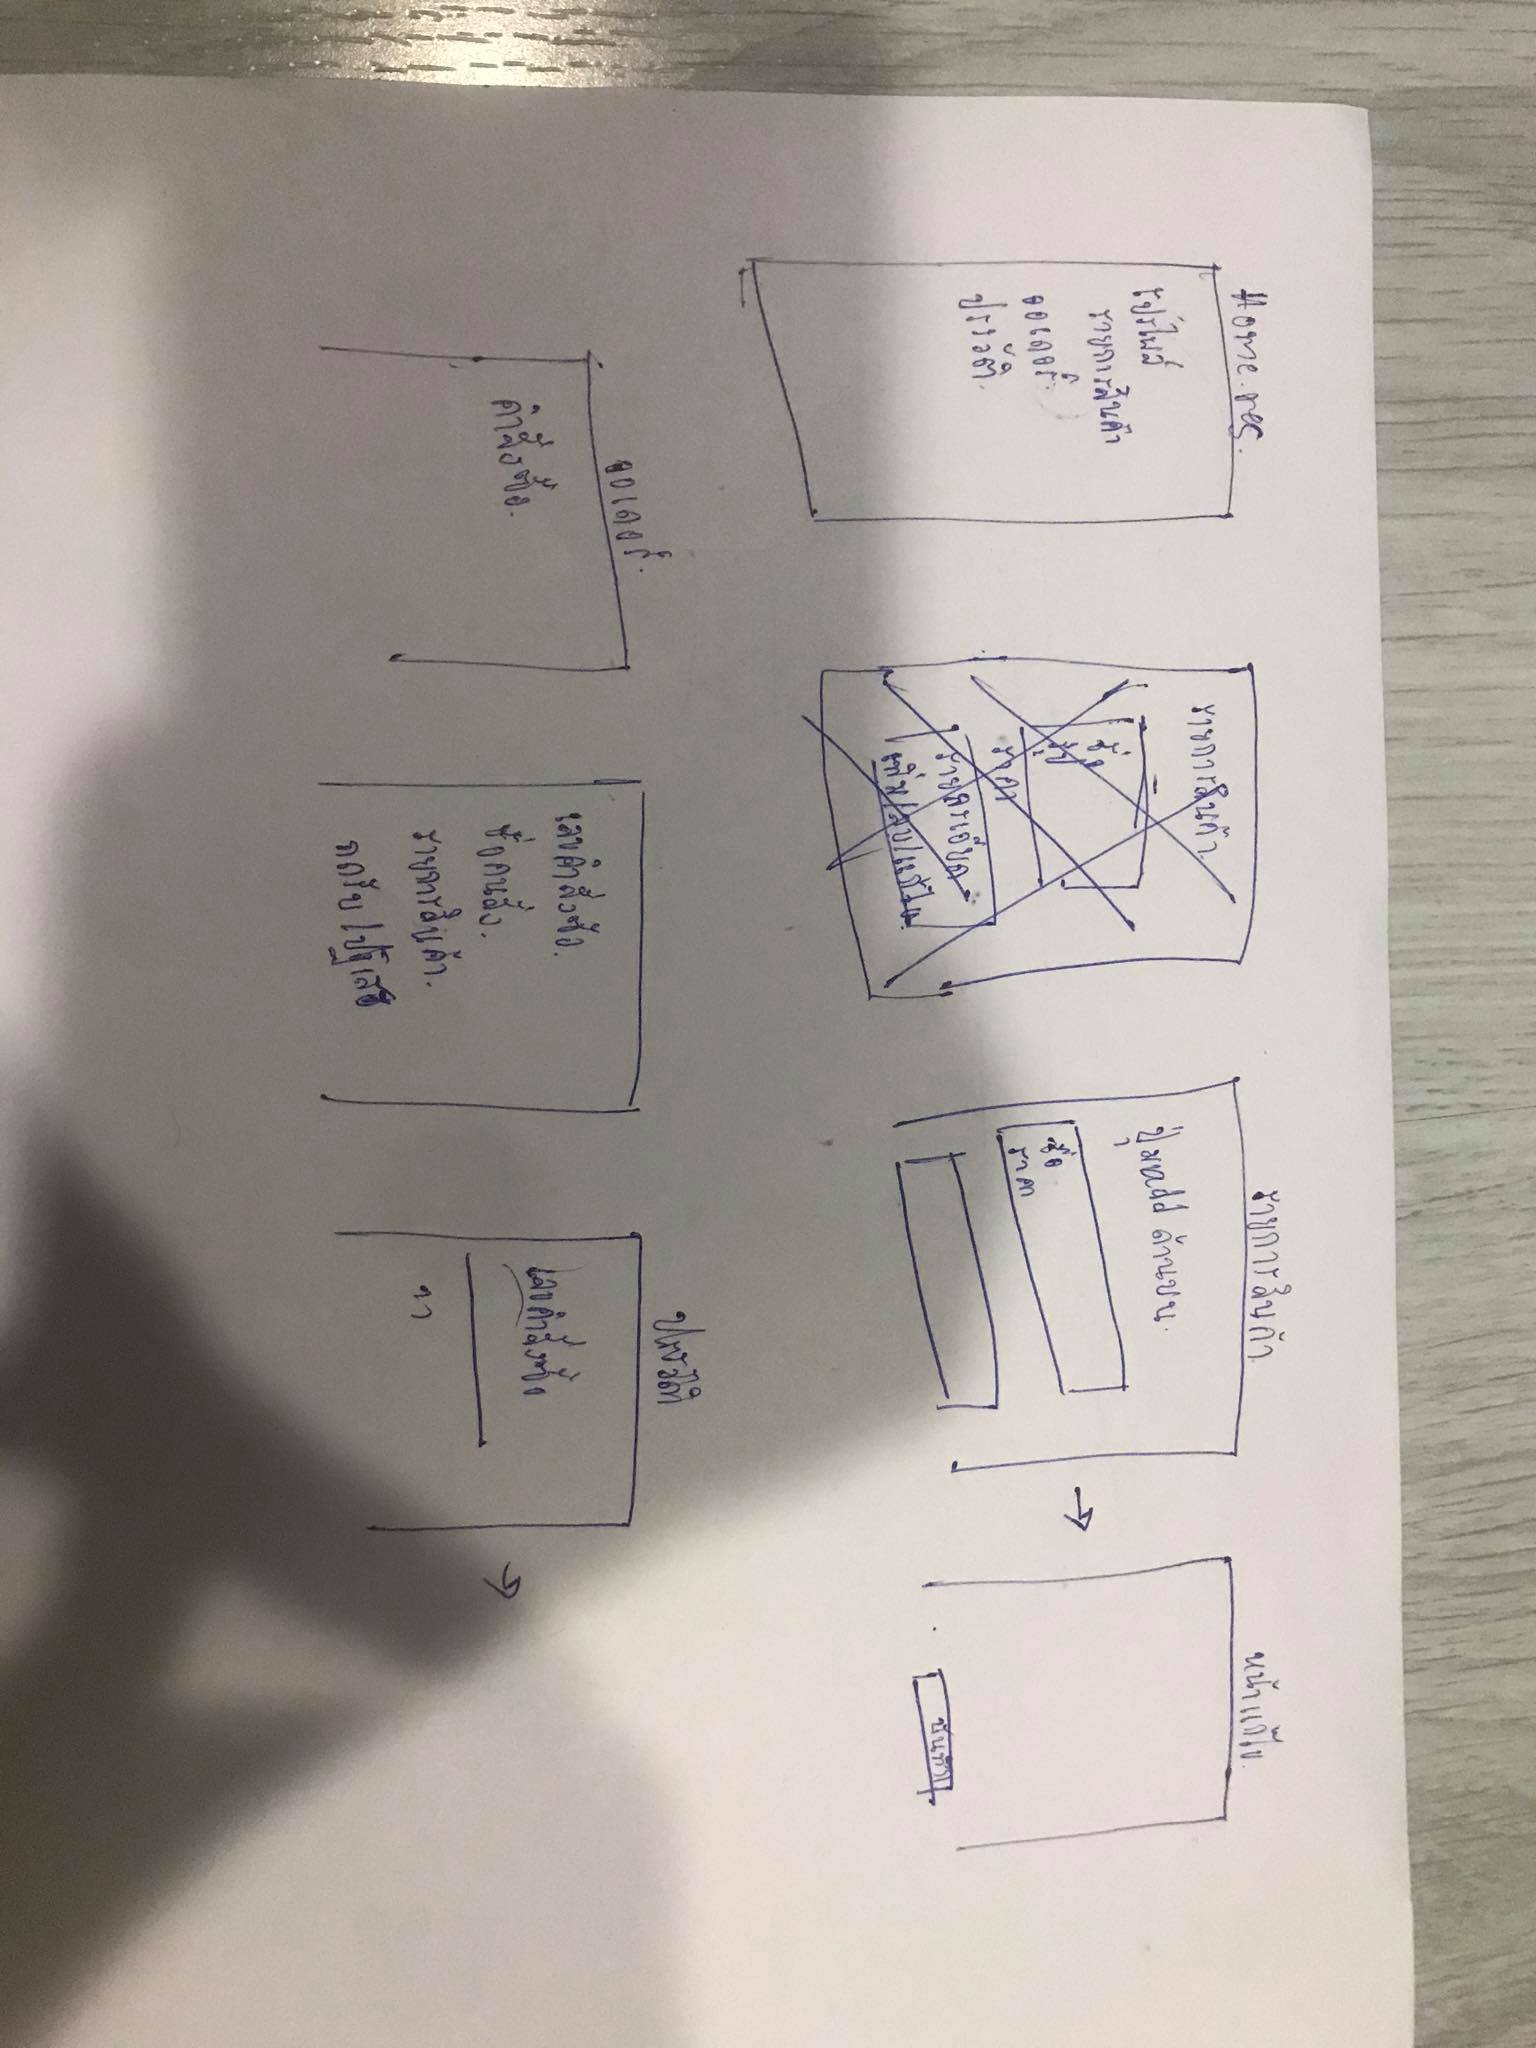 Home.res.
โปรไฟล์
รายการสินค้า
ออเดอร์
ประวัติ
รายการสินค้า
ชื่อ
รูป
ราคา
รายละเอียด
เพิ่ม/ลบ/แก้ไข
รายการสินค้า
ปุ่ม add ด้านบน
ชื่อ
ราคา
หน้าแก้ไข
บันทึก
ออเดอร์
คำสั่งซื้อ
เลขคำสั่งซื้อ
ชื่อคนสั่ง
รายการสินค้า
กดรับ/ปฏิเสธ
ประวัติ
เลขคำสั่งซื้อ